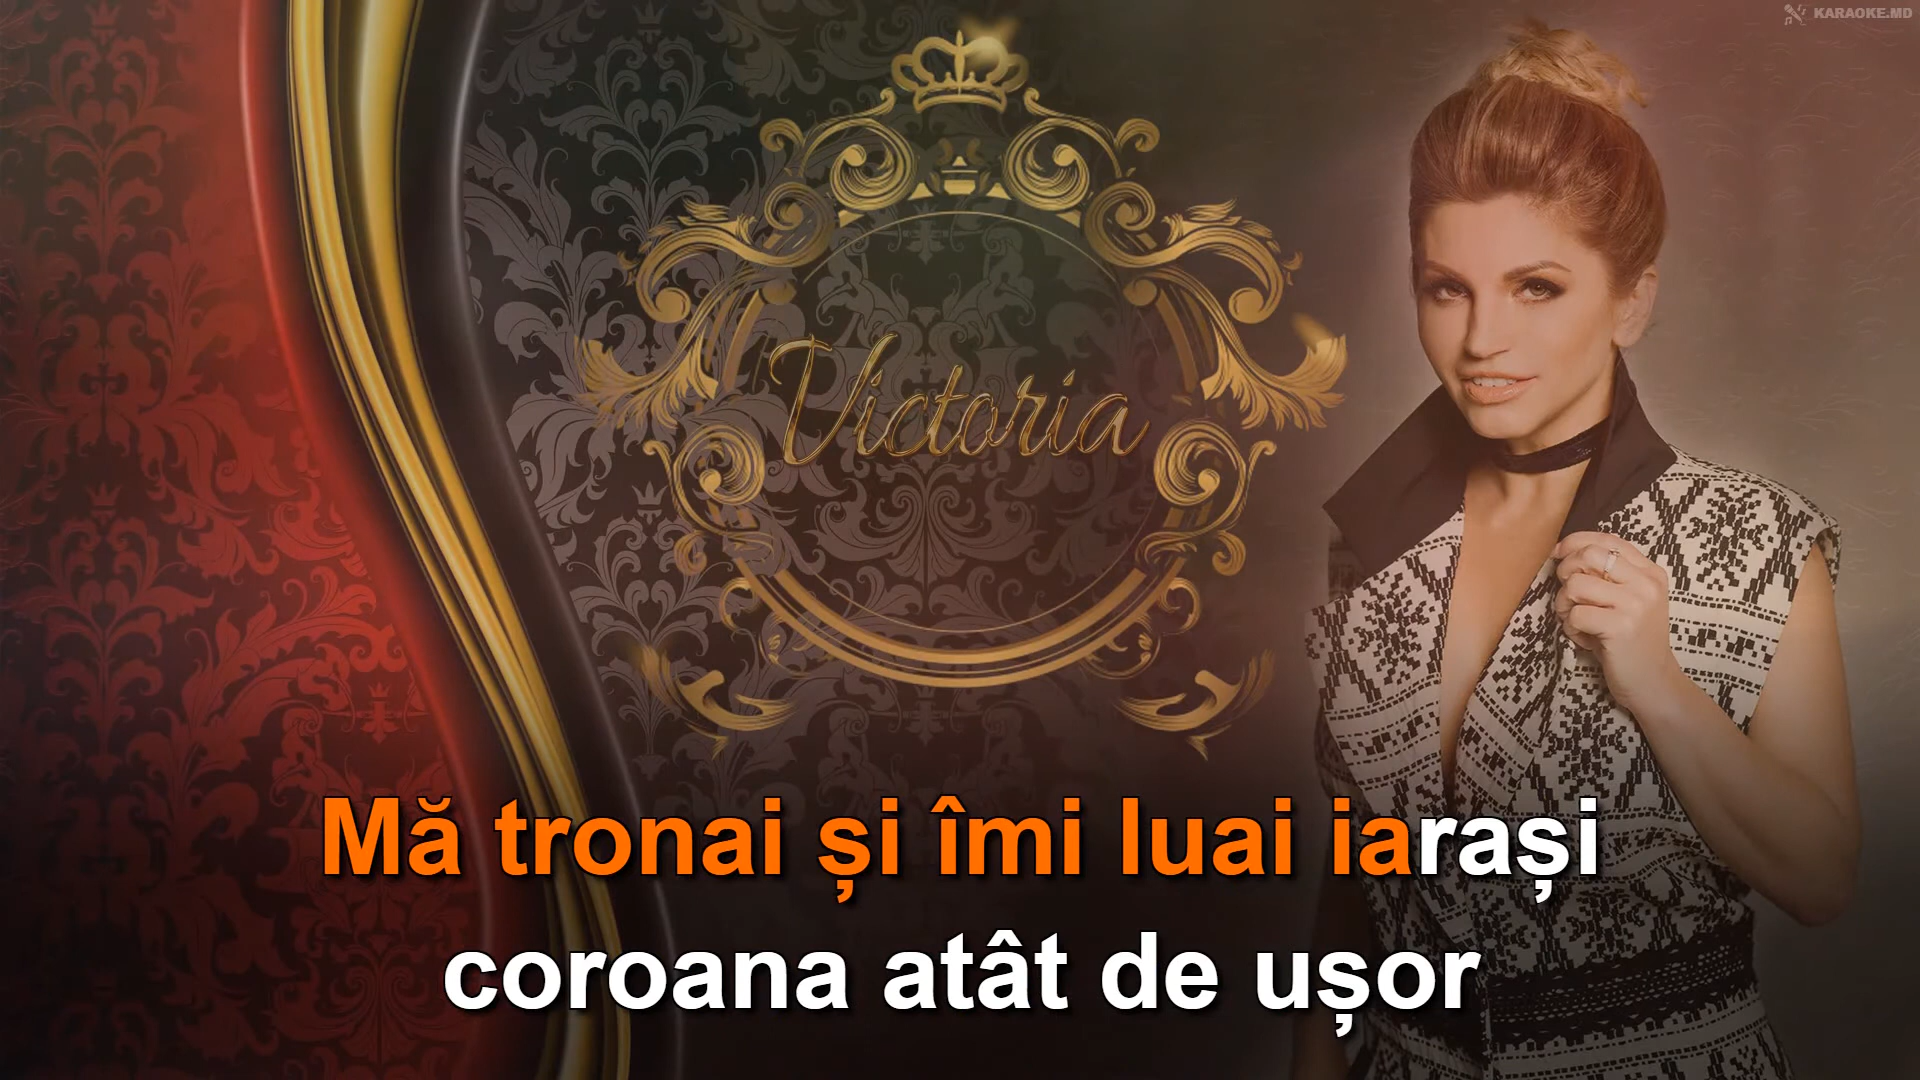 KARAOKE.MD
Victoria
Mă tronai și îmi luai iarași
coroana atât de ușor